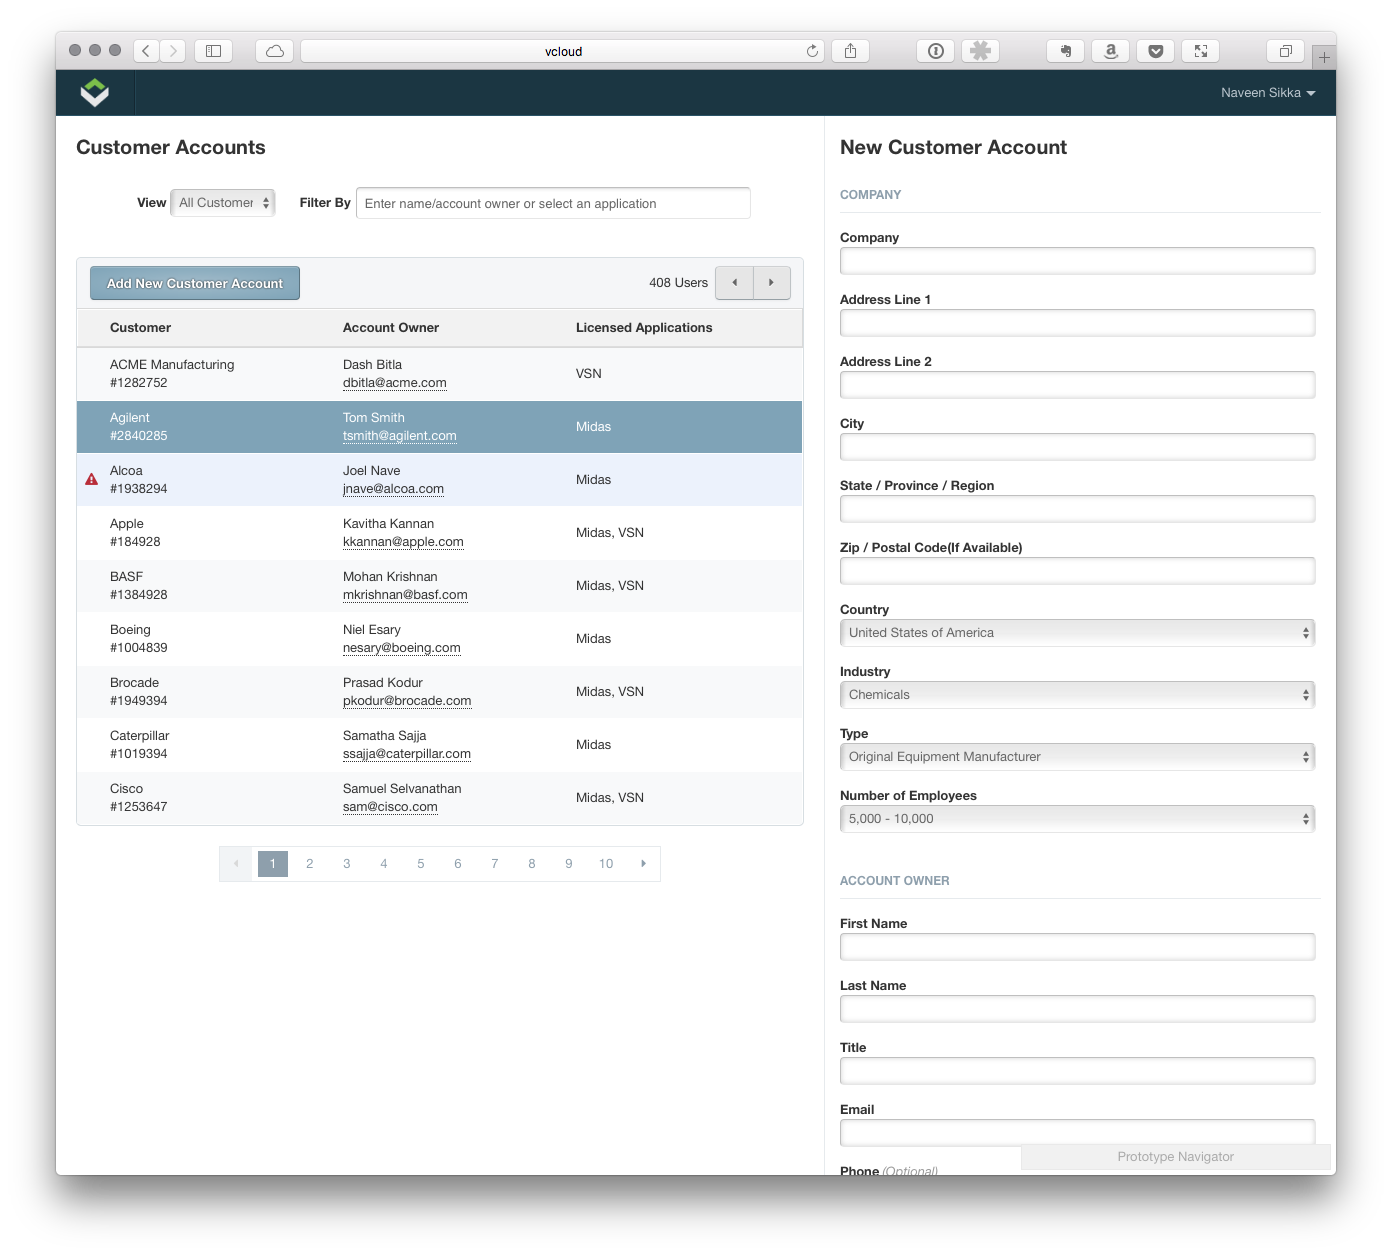 vcloud
Naveen Sikka
Customer Accounts
View All Customer Filter By Enter name/account owner or select an application
Add New Customer Account 408 Users
Customer Account Owner Licensed Applications
ACME Manufacturing Dash Bitla
#1282752 dbitla@acme.com VSN
Agilent Tom Smith
#2840285 tsmith@agilent.com Midas
Alcoa Joel Nave
#1938294 jnave@alcoa.com Midas
Apple Kavitha Kannan
#184928 kkannan@apple.com Midas, VSN
BASF Mohan Krishnan
#1384928 mkrishnan@basf.com Midas, VSN
Boeing Niel Esary
#1004839 nesary@boeing.com Midas
Brocade Prasad Kodur
#1949394 pkodur@brocade.com Midas, VSN
Caterpillar Samatha Sajja
#1019394 ssajja@caterpillar.com Midas
Cisco Samuel Selvanathan
#1253647 sam@cisco.com Midas, VSN
1 2 3 4 5 6 7 8 9 10
New Customer Account
COMPANY
Company
Address Line 1
Address Line 2
City
State / Province / Region
Zip / Postal Code(If Available)
Country
United States of America
Industry
Chemicals
Type
Original Equipment Manufacturer
Number of Employees
5,000 - 10,000
ACCOUNT OWNER
First Name
Last Name
Title
Email
Phone (Optional)
Prototype Navigator